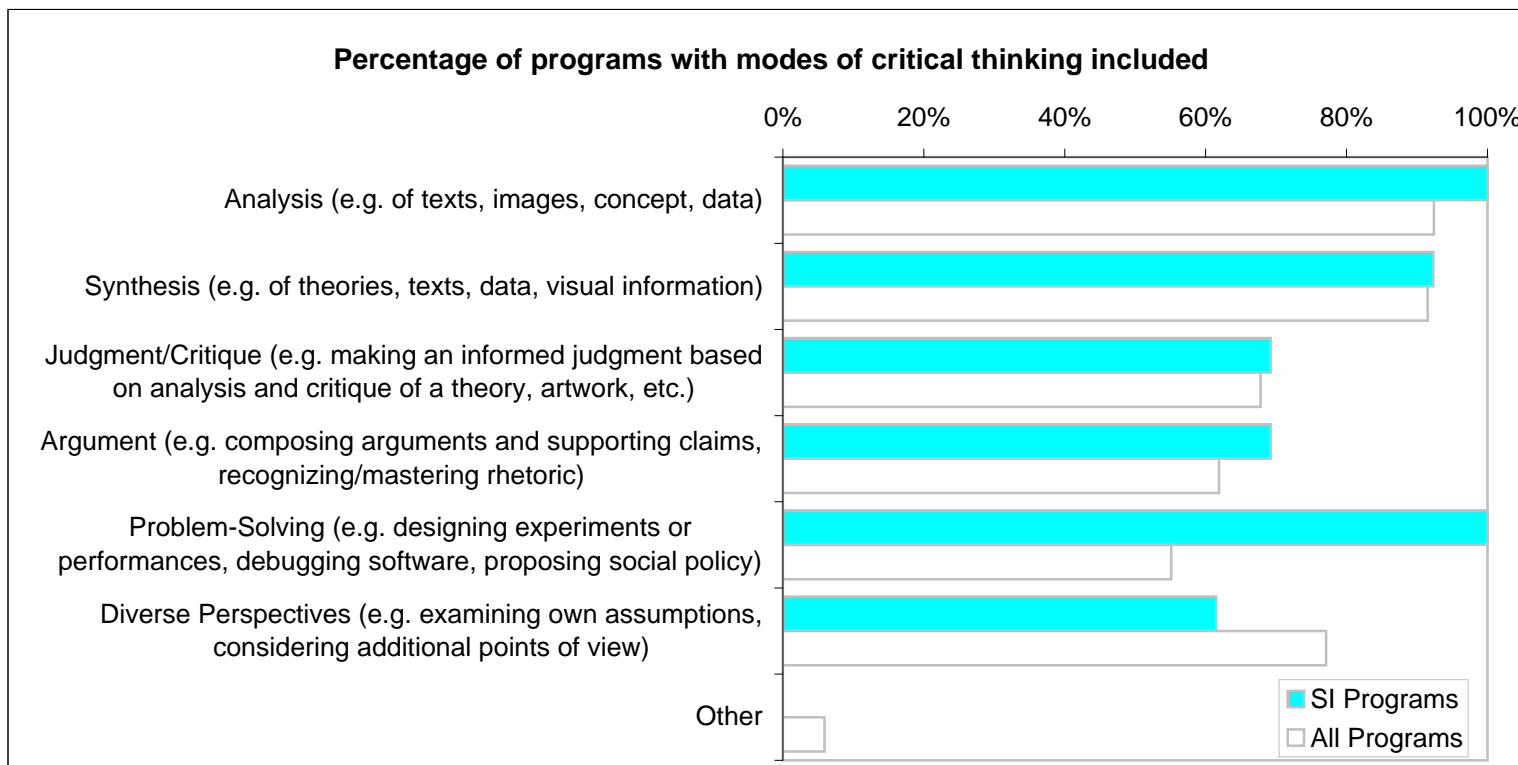 Percentage of programs with modes of critical thinking included
0% 20% 40% 60% 80% 100%
Analysis (e.g. of texts, images, concept, data)
Synthesis (e.g. of theories, texts, data, visual information)
Judgment/Critique (e.g. making an informed judgment based
on analysis and critique of a theory, artwork, etc.)
Argument (e.g. composing arguments and supporting claims,
recognizing/mastering rhetoric)
Problem-Solving (e.g. designing experiments or
performances, debugging software, proposing social policy)
Diverse Perspectives (e.g. examining own assumptions,
considering additional points of view)
Other
SI Programs
All Programs